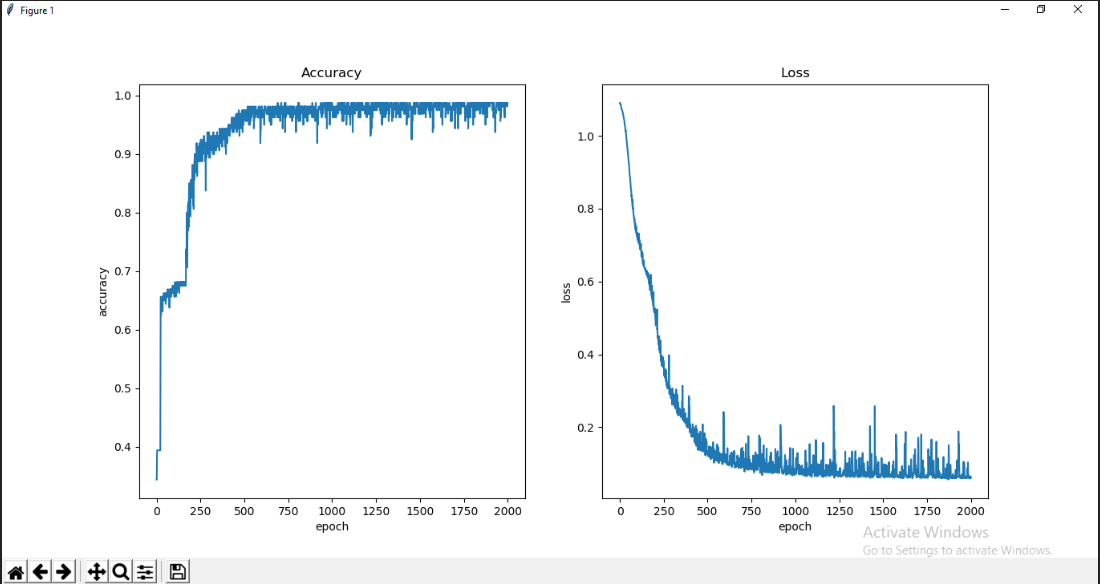 Figure 1
Accuracy
1.0
0.9
0.8
0.7
0.6
0.5
0.4
accuracy
0 250 500 750 1000 1250 1500 1750 2000
epoch
Loss
1.0
0.8
0.6
0.4
0.2
loss
0 250 500 750 1000 1250 1500 1750 2000
epoch
Activate Windows
Go to Settings to activate Windows.